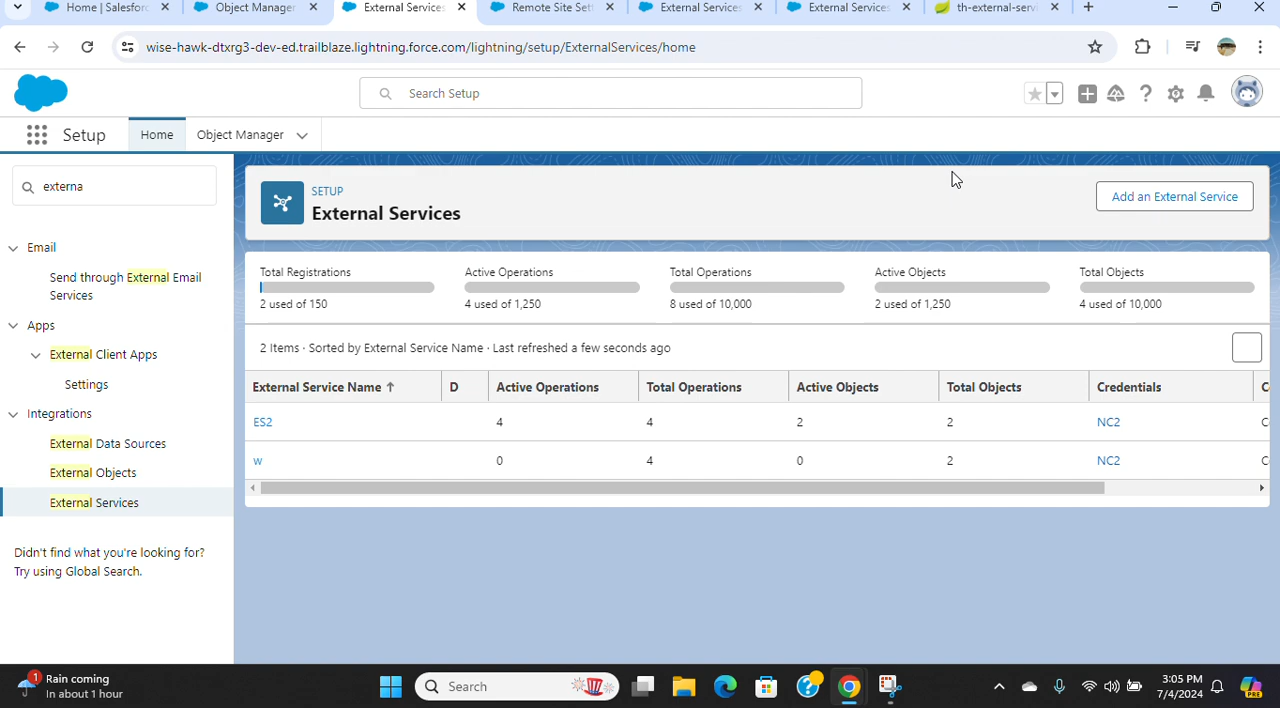 Home | Salesfor
Object Manager
External Services
Remote Site Set
External Services
External Services
th-external-servi
wise-hawk-dtxrg3-dev-ed.trailblaze.lightning.force.com/lightning/setup/ExternalServices/home
Search Setup
Setup
Home
Object Manager
externa
Email
Send through External Email
Services
Apps
External Client Apps
Settings
Integrations
External Data Sources
External Objects
External Services
Didn't find what you're looking for?
Try using Global Search.
SETUP
External Services
Add an External Service
Total Registrations
2 used of 150
Active Operations
4 used of 1,250
Total Operations
8 used of 10,000
Active Objects
2 used of 1,250
Total Objects
4 used of 10,000
2 Items · Sorted by External Service Name · Last refreshed a few seconds ago
External Service Name ↑ D Active Operations Total Operations Active Objects Total Objects Credentials C
ES2 4 4 2 2 NC2 C
w 0 4 0 2 NC2 C
1
Rain coming
In about 1 hour
Search
PRE
3:05 PM
7/4/2024